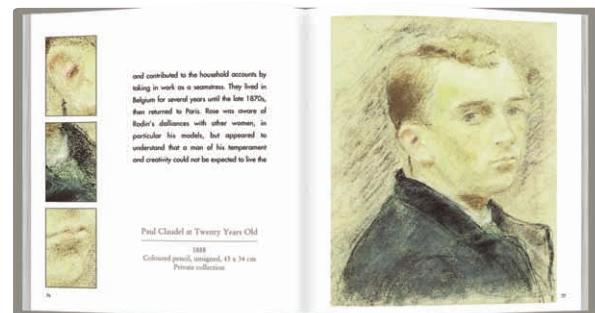 and contributed to the household accounts by
taking in work as a seamstress. They lived in
Belgium for several years until the late 1870s,
then returned to Paris. Rose was aware of
Rodin's dalliances with other women, in
particular his models, but appeared to
understand that a man of his temperament
and creativity could not be expected to live the
Paul Claudel at Twenty Years Old
1888
Coloured pencil, unsigned, 45 x 34 cm
Private collection